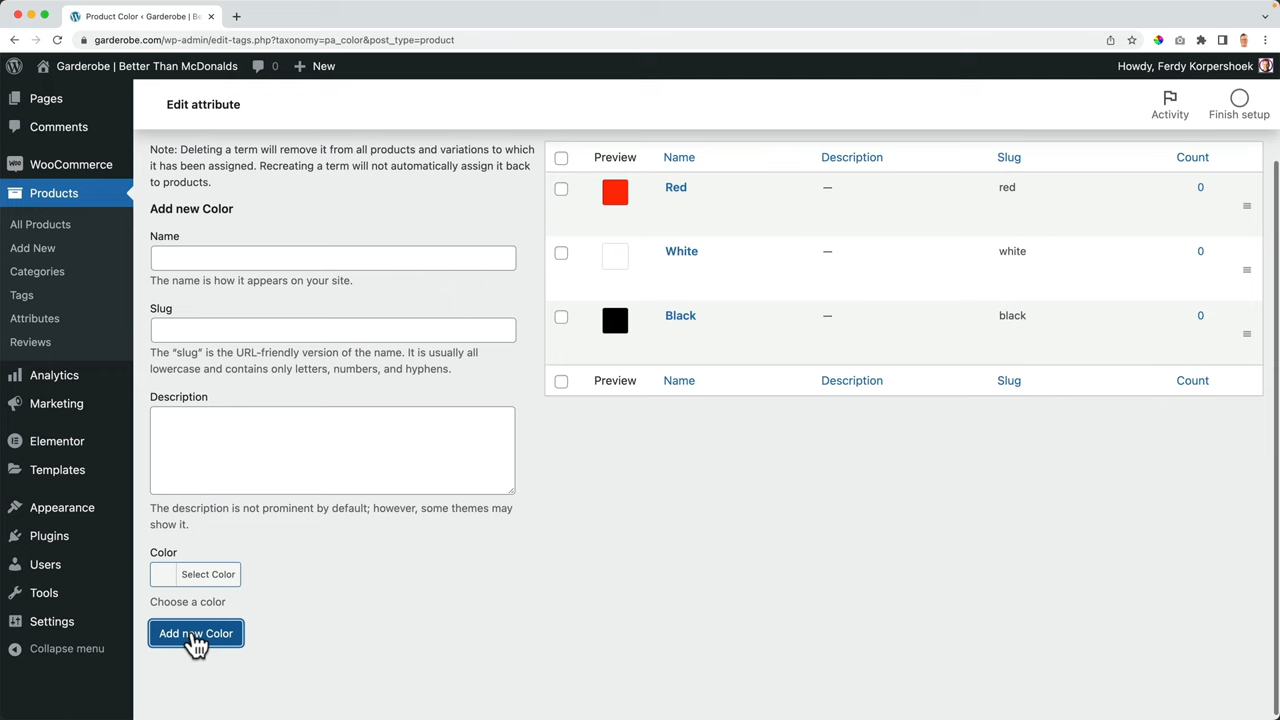 Product Color ‹ Garderobe | Be
garderobe.com/wp-admin/edit-tags.php?taxonomy=pa_color&post_type=product
Garderobe | Better Than McDonalds
0
New
Howdy, Ferdy Korpershoek
Pages
Comments
WooCommerce
Products
All Products
Add New
Categories
Tags
Attributes
Reviews
Analytics
Marketing
Elementor
Templates
Appearance
Plugins
Users
Tools
Settings
Collapse menu
Edit attribute
Activity
Finish setup
Note: Deleting a term will remove it from all products and variations to which
it has been assigned. Recreating a term will not automatically assign it back
to products.
Add new Color
Name
The name is how it appears on your site.
Slug
The “slug” is the URL-friendly version of the name. It is usually all
lowercase and contains only letters, numbers, and hyphens.
Description
The description is not prominent by default; however, some themes may
show it.
Color
Select Color
Choose a color
Add new Color
Preview Name Description Slug Count
Red — red 0
White — white 0
Black — black 0
Preview Name Description Slug Count